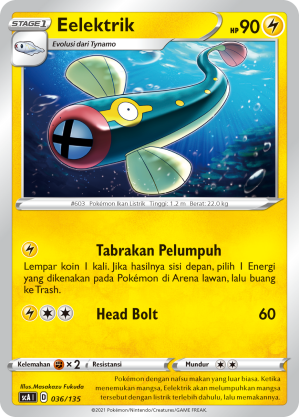 STAGE 1
Eelektrik
HP 90
Evolusi dari Tynamo
#603 Pokémon Ikan Listrik Tinggi: 1.2 m Berat: 22.0 kg
Tabrakan Pelumpuh
Lempar koin 1 kali. Jika hasilnya sisi depan, pilih 1 Energi
yang dikenakan pada Pokémon di Arena lawan, lalu buang
ke Trash.
Head Bolt 60
Kelemahan × 2 Resistansi Mundur
Illus. Masakazu Fukuda
scA I D 036/135
Pokémon dengan nafsu makan yang luar biasa. Ketika
menemukan mangsa, Eelektrik akan melumpuhkan mangsa
tersebut dengan listrik terlebih dahulu, lalu memakannya.
©2021 Pokémon/Nintendo/Creatures/GAME FREAK.